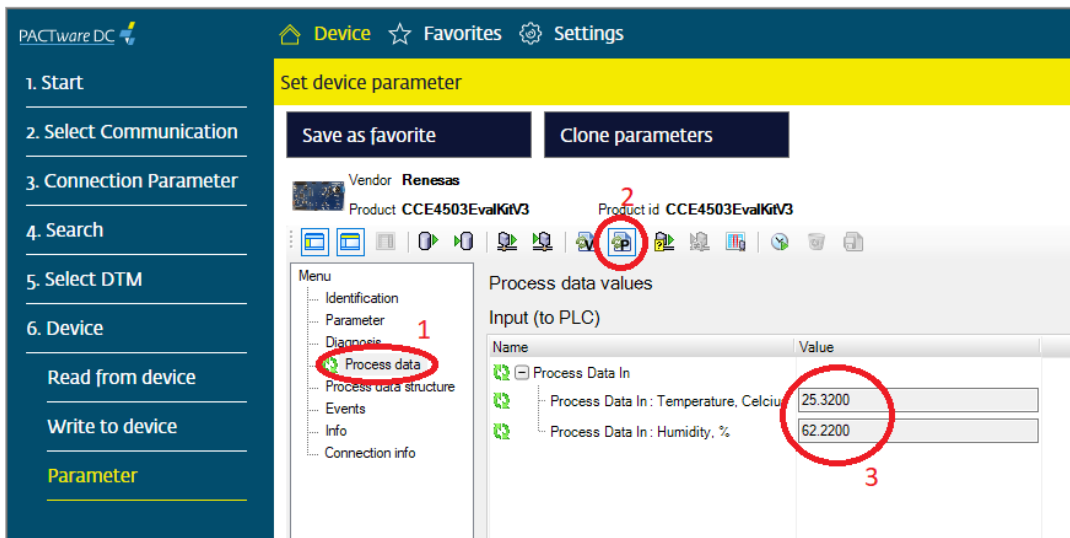 PACTware DC
Device Favorites Settings
1. Start
2. Select Communication
3. Connection Parameter
4. Search
5. Select DTM
6. Device
Read from device
Write to device
Parameter
Set device parameter
Save as favorite Clone parameters
Vendor Renesas
Product CCE4503EvalKitV3 Product id CCE4503EvalKitV3
2
V P
Menu
Identification
Parameter
Diagnosis
1
Process data
Process data structure
Events
Info
Connection info
Process data values
Input (to PLC)
Name Value
Process Data In
Process Data In : Temperature, Celciu 25.3200
Process Data In : Humidity, % 62.2200
3